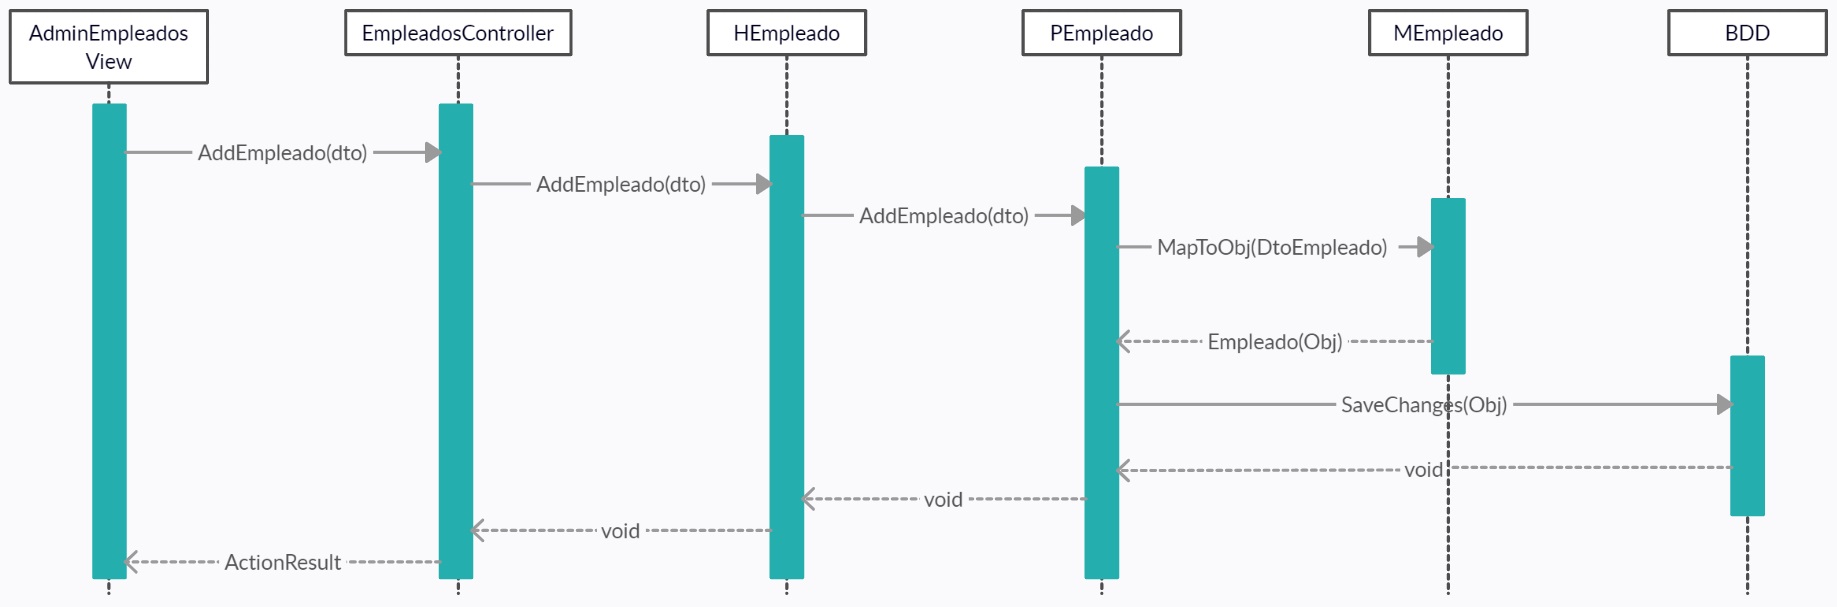 AdminEmpleados
View
EmpleadosController
HEmpleado
PEmpleado
MEmpleado
BDD
AddEmpleado(dto)
AddEmpleado(dto)
AddEmpleado(dto)
MapToObj(DtoEmpleado)
Empleado(Obj)
SaveChanges(Obj)
void
void
void
ActionResult